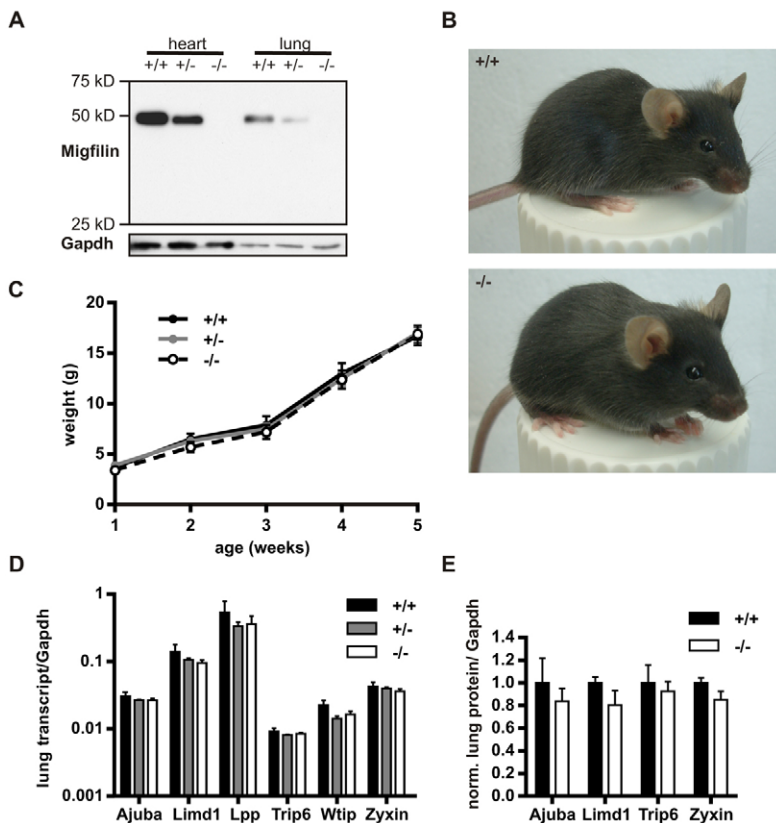 A
heart lung
+/+ +/- -/- +/+ +/- -/-
75 kD
50 kD
Migfilin
25 kD
Gapdh
B
+/+
-/-
C
20
15
10
5
0
weight (g)
+/+
+/-
-/-
1 2 3 4 5
age (weeks)
D
lung transcript/Gapdh
1
0.1
0.01
0.001
+/+
+/-
-/-
Ajuba Limd1 Lpp Trip6 Wtip Zyxin
E
norm. lung protein/ Gapdh
+/+
-/-
1.4
1.2
1.0
0.8
0.6
0.4
0.2
0.0
Ajuba Limd1 Trip6 Zyxin